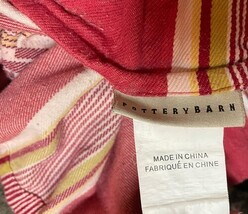 POTTERYBARN
MADE IN CHINA
FABRIQUÉ EN CHINE